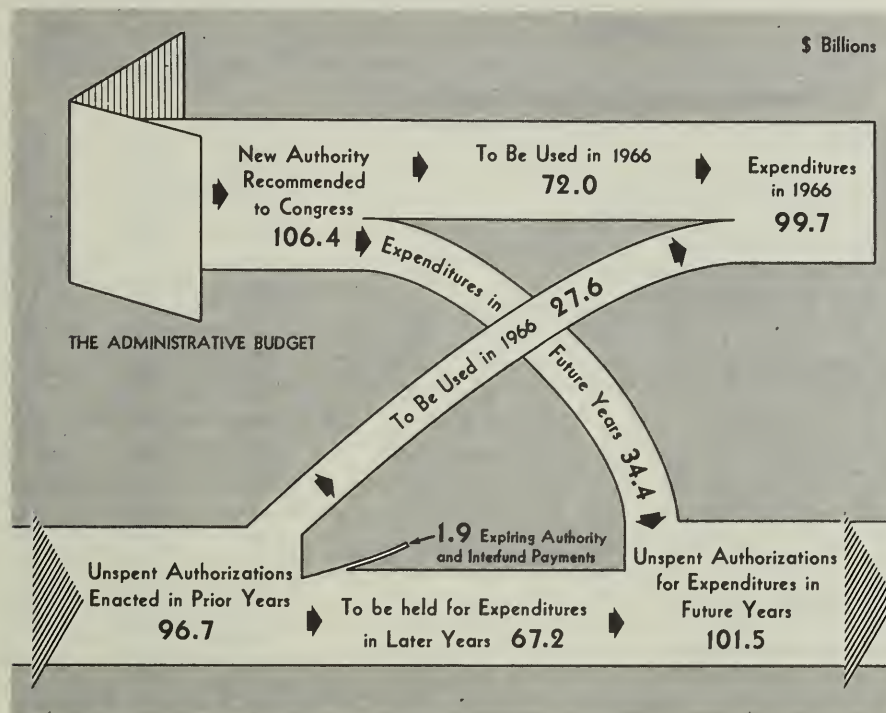 $ Billions
New Authority
Recommended
to Congress
106.4
To Be Used in 1966
72.0
Expenditures
in 1966
99.7
Expenditures in
Future Years 34.4
THE ADMINISTRATIVE BUDGET
To Be Used in 1966 27.6
1.9 Expiring Authority
and Interfund Payments
Unspent Authorizations
Enacted in Prior Years
96.7
To be held for Expenditures
in Later Years 67.2
Unspent Authorizations
for Expenditures in
Future Years
101.5